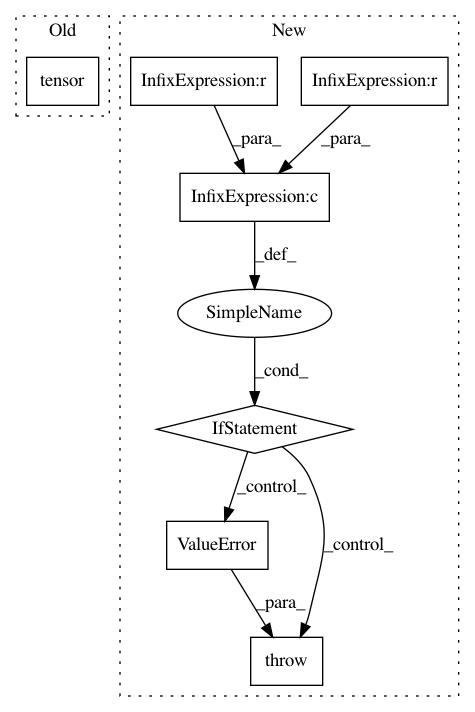 Old
New
tensor
InfixExpression:r
InfixExpression:r
_para_
_para_
InfixExpression:c
_def_
SimpleName
_cond_
IfStatement
_control_
ValueError
_control_
_para_
throw